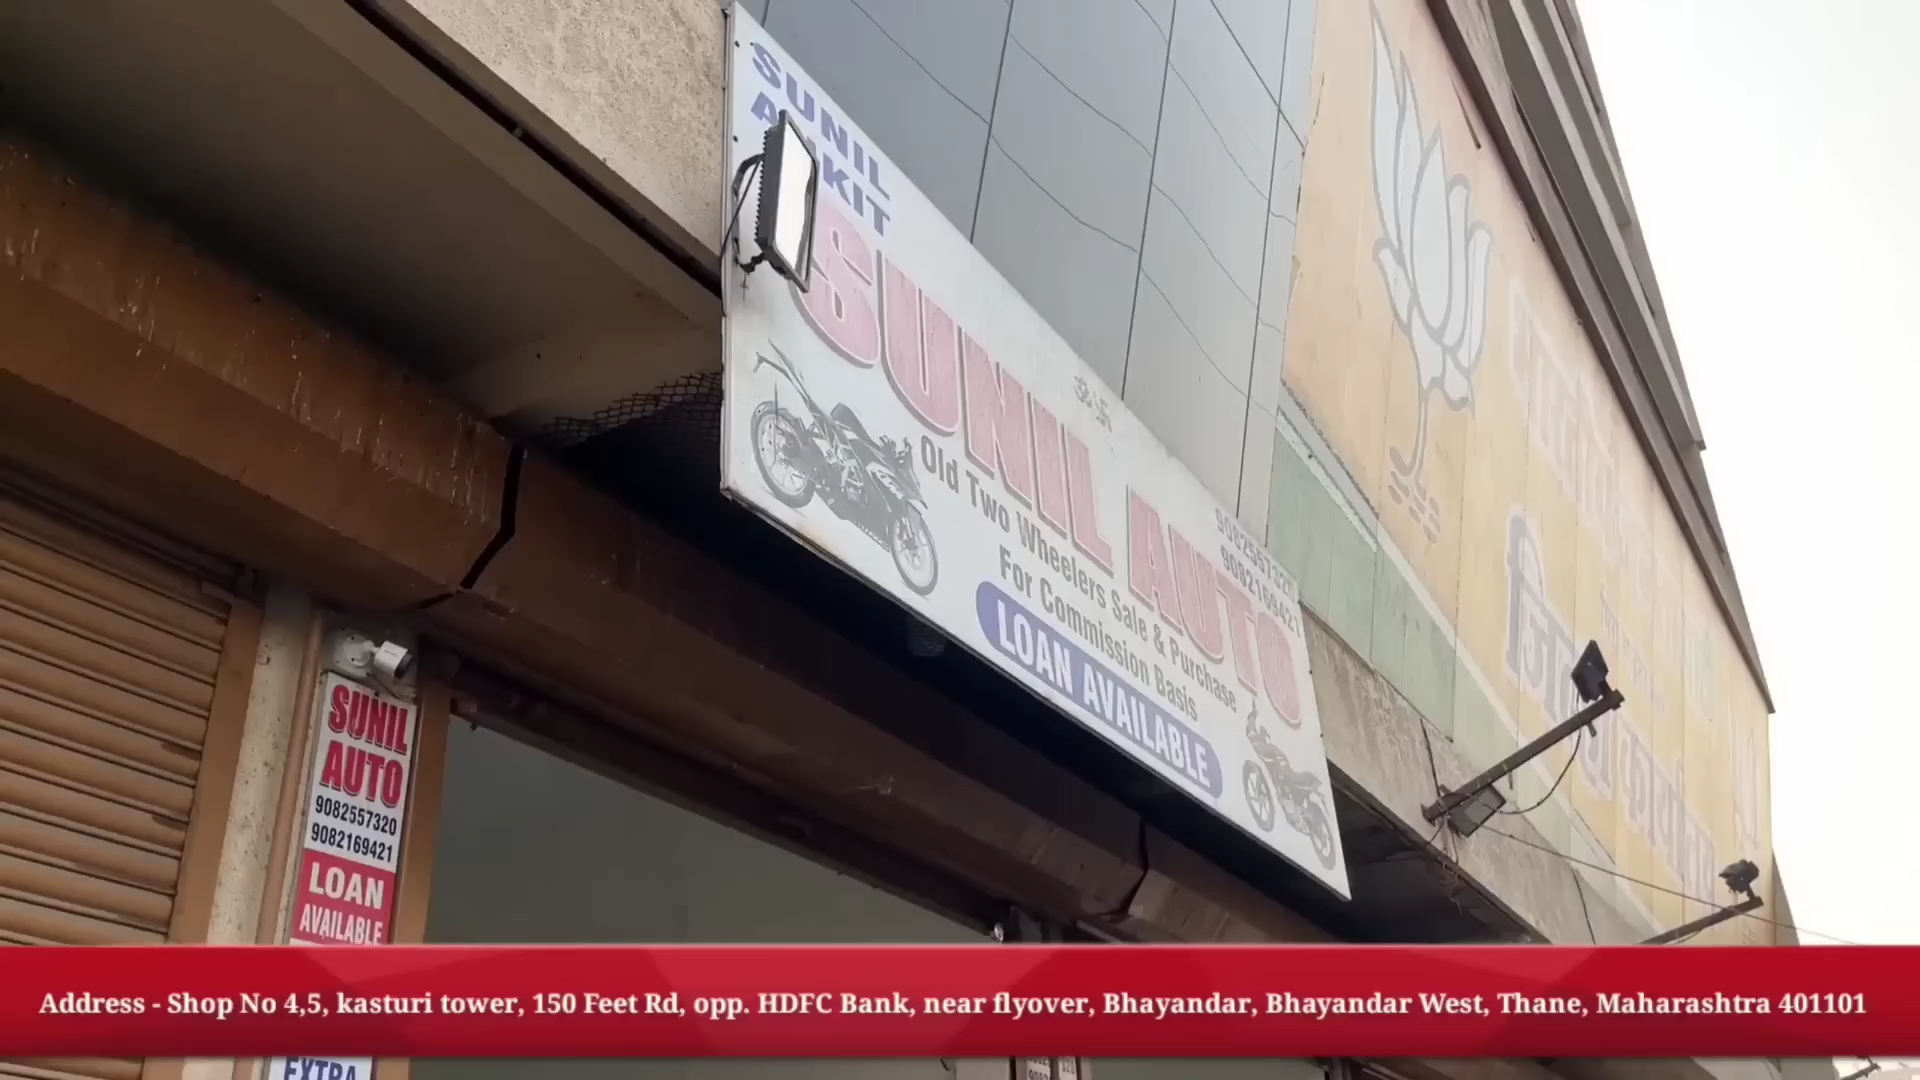 SUNIL
ANKIT
SUNIL AUTO
9082557320
9082169421
Old Two Wheelers Sale & Purchase
For Commission Basis
LOAN AVAILABLE
SUNIL
AUTO
9082557320
9082169421
LOAN
AVAILABLE
Address - Shop No 4,5, kasturi tower, 150 Feet Rd, opp. HDFC Bank, near flyover, Bhayandar, Bhayandar West, Thane, Maharashtra 401101
EXTRA